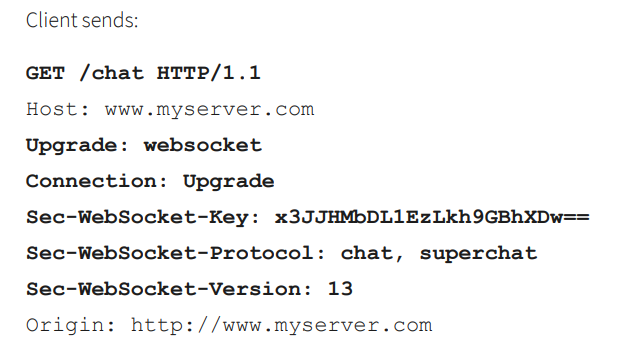 Client sends:
GET /chat HTTP/1.1
Host: www.myserver.com
Upgrade: websocket
Connection: Upgrade
Sec-WebSocket-Key: x3JJHMbDL1EzLkh9GBhXDw==
Sec-WebSocket-Protocol: chat, superchat
Sec-WebSocket-Version: 13
Origin: http://www.myserver.com